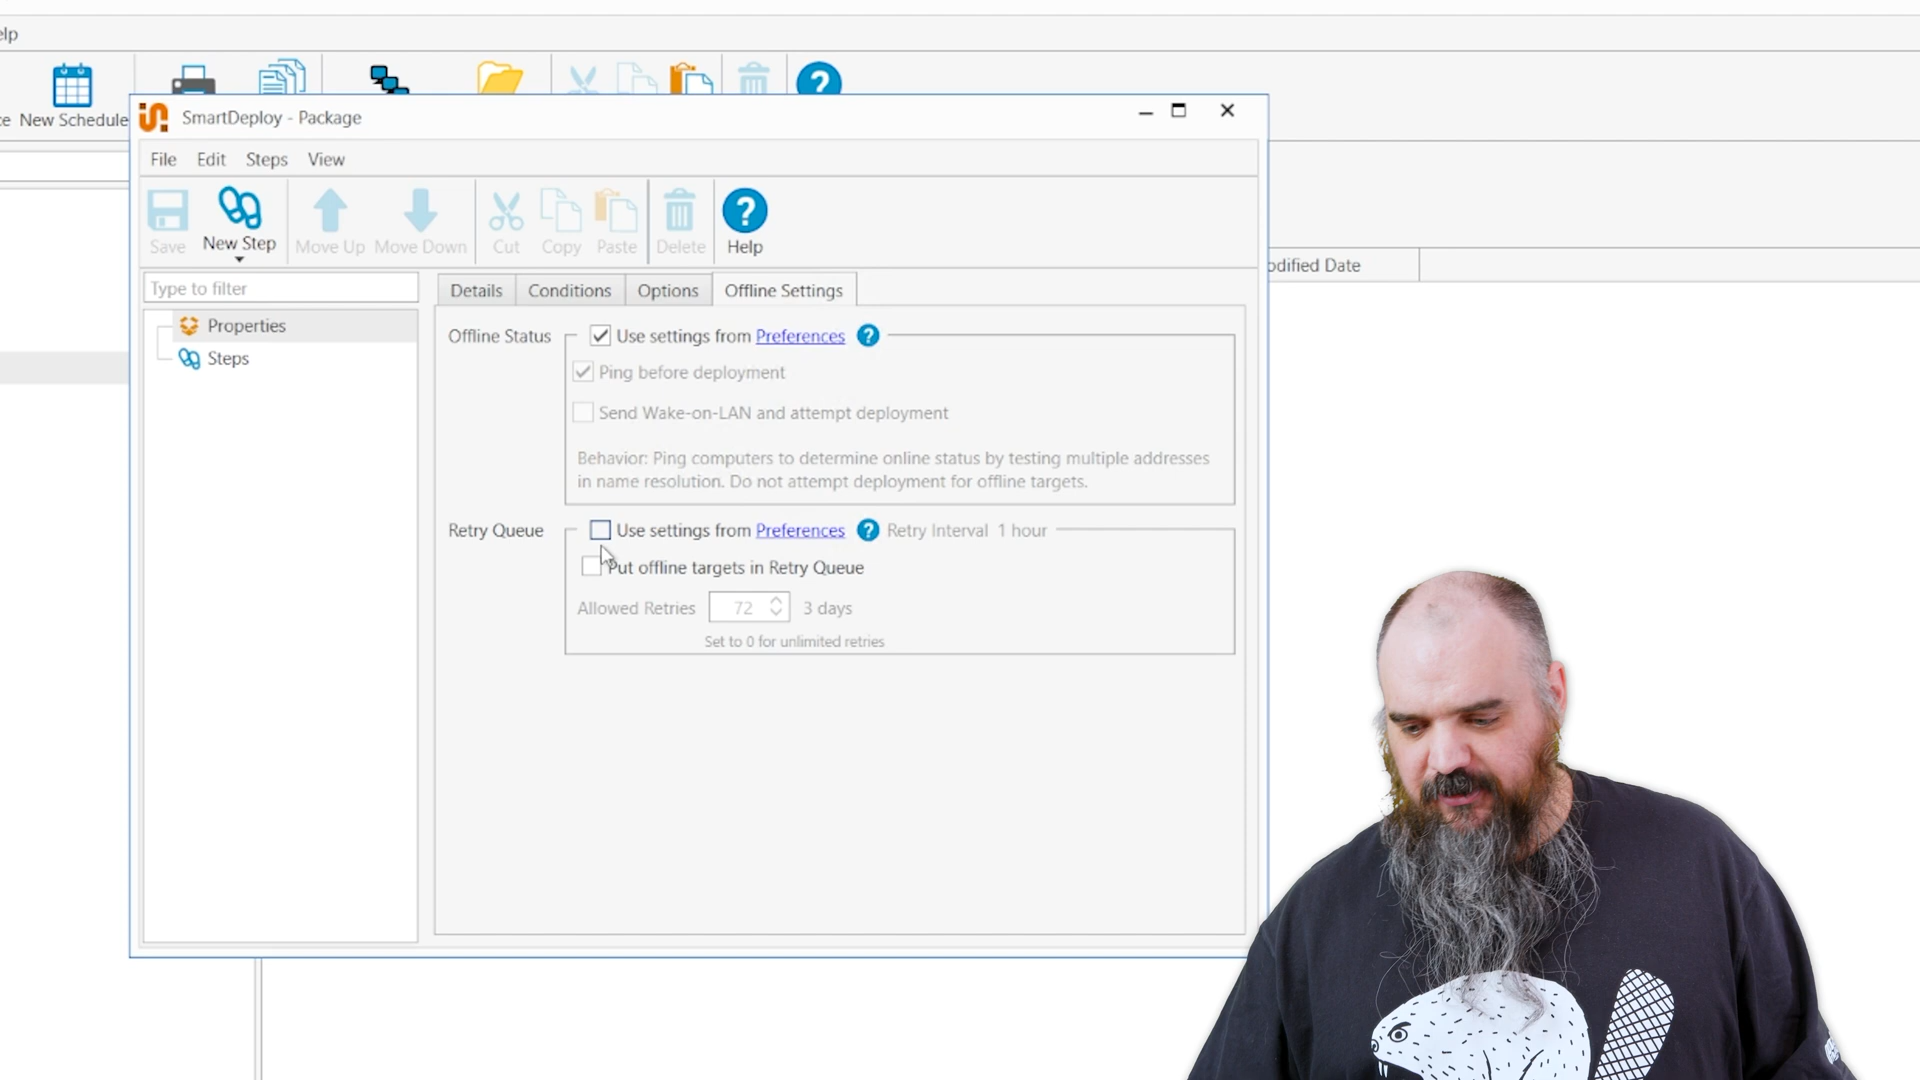 elp
ce New Schedule
SmartDeploy - Package
File Edit Steps View
Save New Step Move Up Move Down Cut Copy Paste Delete Help
odified Date
Type to filter
Properties
Steps
Details Conditions Options Offline Settings
Offline Status Use settings from Preferences ?
Ping before deployment
Send Wake-on-LAN and attempt deployment
Behavior: Ping computers to determine online status by testing multiple addresses
in name resolution. Do not attempt deployment for offline targets.
Retry Queue Use settings from Preferences ? Retry Interval 1 hour
Put offline targets in Retry Queue
Allowed Retries 72 3 days
Set to 0 for unlimited retries